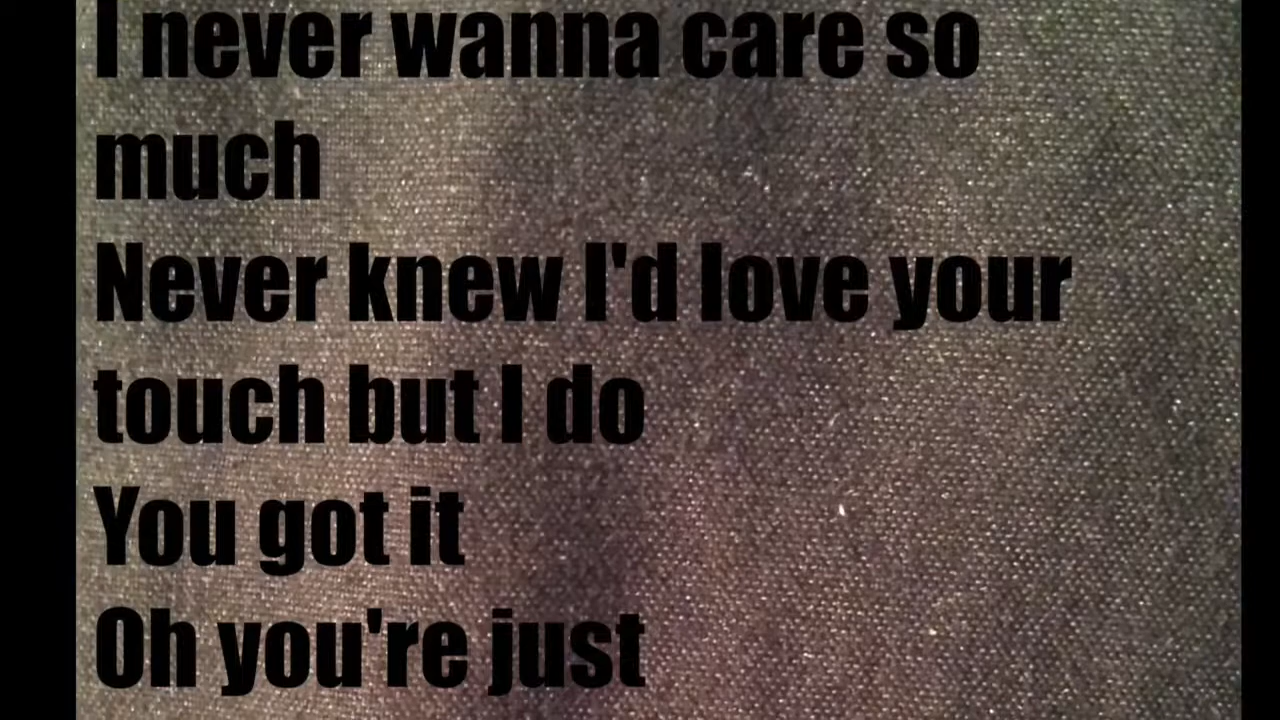 I never wanna care so
much
Never knew I'd love your
touch but I do
You got it
Oh you're just